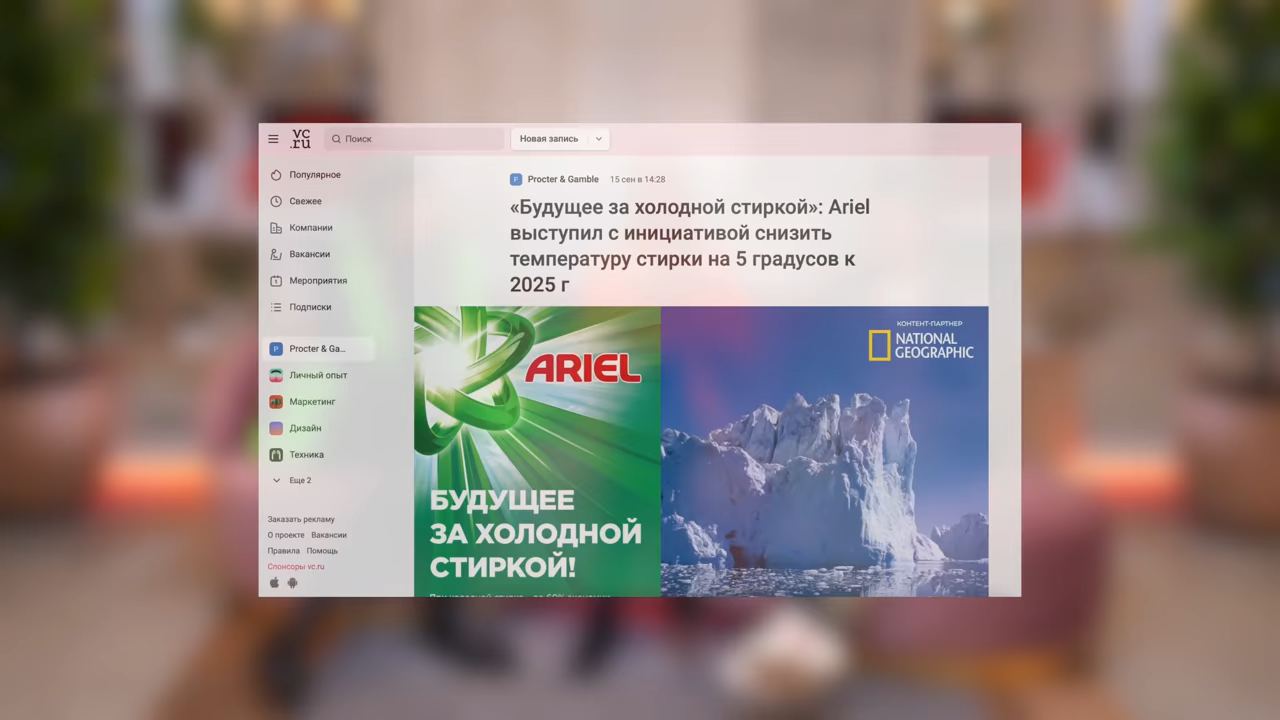 vc
.ru
Поиск
Новая запись
Популярное
Свежее
Компании
Вакансии
Мероприятия
Подписки
P Procter & Ga...
Личный опыт
Маркетинг
Дизайн
Техника
Еще 2
Заказать рекламу
О проекте Вакансии
Правила Помощь
Спонсоры vc.ru
P Procter & Gamble 15 сен в 14:28
«Будущее за холодной стиркой»: Ariel
выступил с инициативой снизить
температуру стирки на 5 градусов к
2025 г
ARIEL
БУДУЩЕЕ
ЗА ХОЛОДНОЙ
СТИРКОЙ!
КОНТЕНТ-ПАРТНЕР
NATIONAL
GEOGRAPHIC